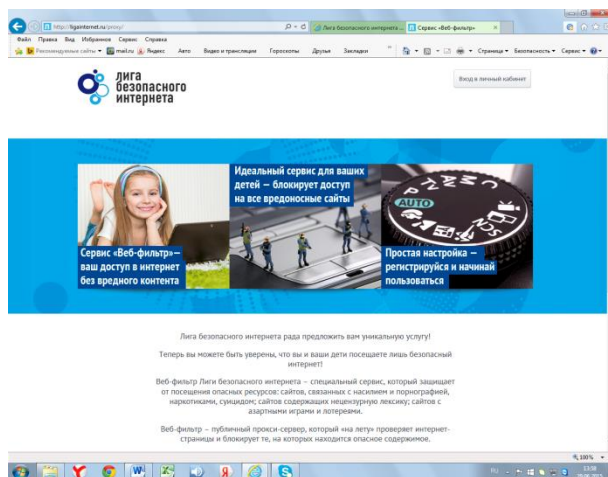 http://ligainternet.ru/proxy/
Лига безопасного интернета ...
Сервис «Веб-фильтр»
Файл Правка Вид Избранное Сервис Справка
Рекомендуемые сайты mail.ru Яндекс Авто Видео и трансляции Гороскопы Друзья Закладки
Страница Безопасность Сервис
лига
безопасного
интернета
Вход в личный кабинет
Сервис «Веб-фильтр»—
ваш доступ в интернет
без вредного контента
Идеальный сервис для ваших
детей — блокирует доступ
на все вредоносные сайты
AUTO
P
A
M
C
SCN
Простая настройка —
регистрируйся и начинай
пользоваться
Лига безопасного интернета рада предложить вам уникальную услугу!
Теперь вы можете быть уверены, что вы и ваши дети посещаете лишь безопасный
интернет!
Веб-фильтр Лиги безопасного интернета – специальный сервис, который защищает
от посещения опасных ресурсов: сайтов, связанных с насилием и порнографией,
наркотиками, суицидом; сайтов содержащих нецензурную лексику; сайтов с
азартными играми и лотереями.
Веб-фильтр – публичный прокси-сервер, который «на лету» проверяет интернет-
страницы и блокирует те, на которых находится опасное содержимое.
100%
RU
13:58